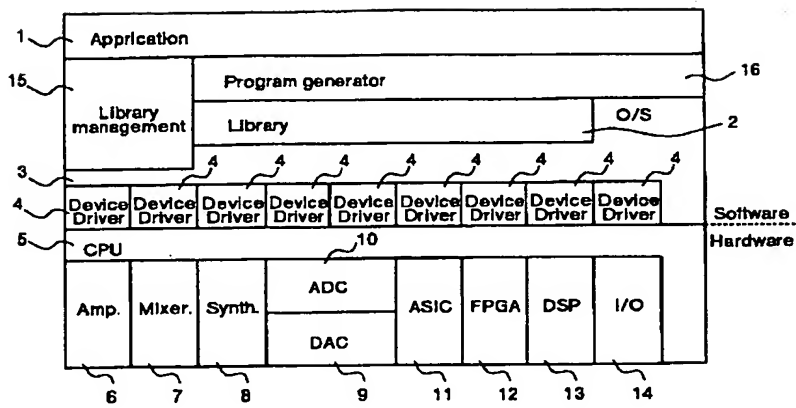 1
Apprication
15
Program generator
16
Library
management
Library
O/S
2
3
4 4 4 4 4 4 4 4
4
Device
Driver
Device
Driver
Device
Driver
Device
Driver
Device
Driver
Device
Driver
Device
Driver
Device
Driver
Device
Driver
Software
Hardware
5
CPU
10
Amp.
Mixer.
Synth.
ADC
DAC
ASIC
FPGA
DSP
I/O
6 7 8 9 11 12 13 14